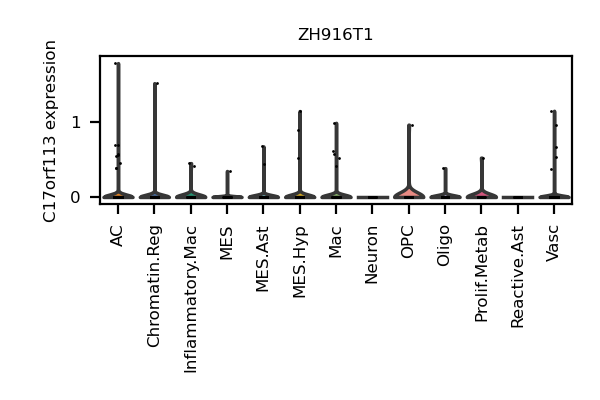 ZH916T1
C17orf113 expression
1
0
AC
Chromatin.Reg
Inflammatory.Mac
MES
MES.Ast
MES.Hyp
Mac
Neuron
OPC
Oligo
Prolif.Metab
Reactive.Ast
Vasc